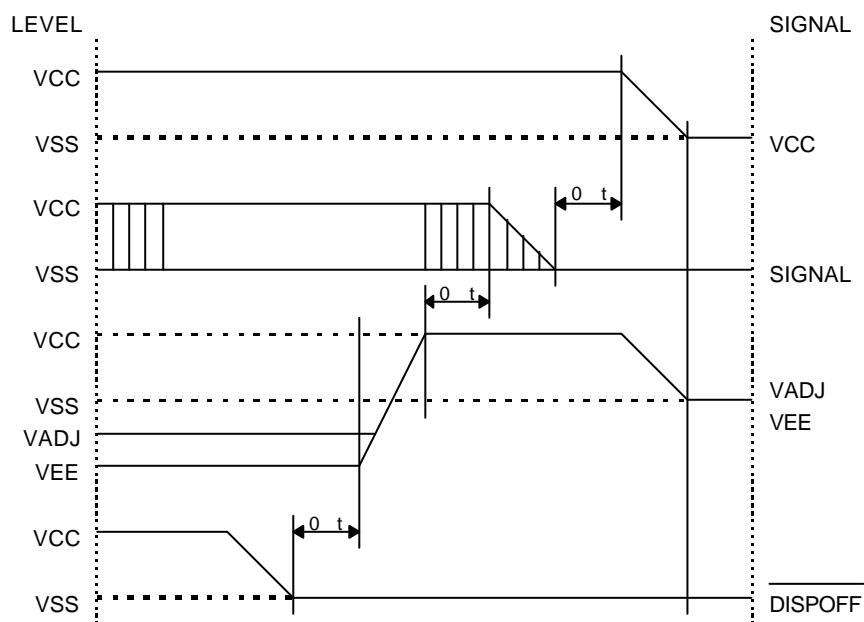 LEVEL
SIGNAL
VCC
VSS
VCC
VCC
0 t
VSS
SIGNAL
0 t
VCC
VSS
VADJ
VADJ
VEE
VEE
VCC
0 t
VSS
DISPOFF